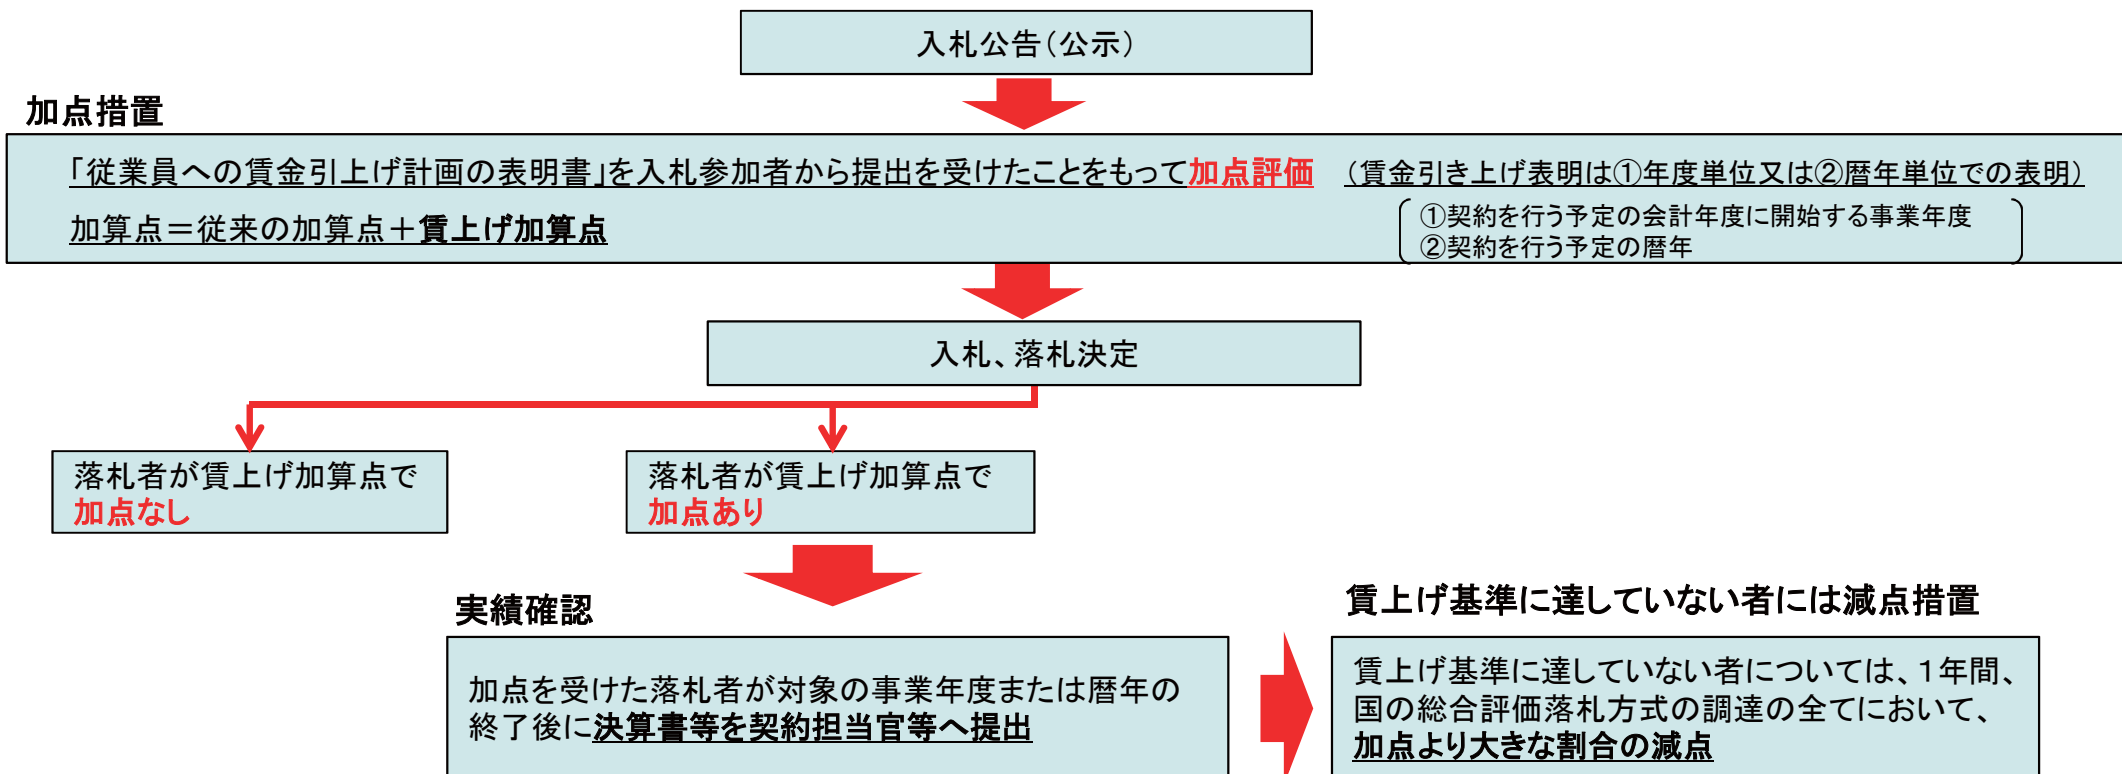 入札公告(公示)
加点措置
「従業員への賃金引上げ計画の表明書」を入札参加者から提出を受けたことをもって加点評価 (賃金引き上げ表明は①年度単位又は②暦年単位での表明)
加算点＝従来の加算点＋賃上げ加算点
①契約を行う予定の会計年度に開始する事業年度
②契約を行う予定の暦年
入札、落札決定
落札者が賃上げ加算点で
加点なし
落札者が賃上げ加算点で
加点あり
実績確認
加点を受けた落札者が対象の事業年度または暦年の
終了後に決算書等を契約担当官等へ提出
賃上げ基準に達していない者には減点措置
賃上げ基準に達していない者については、１年間、
国の総合評価落札方式の調達の全てにおいて、
加点より大きな割合の減点